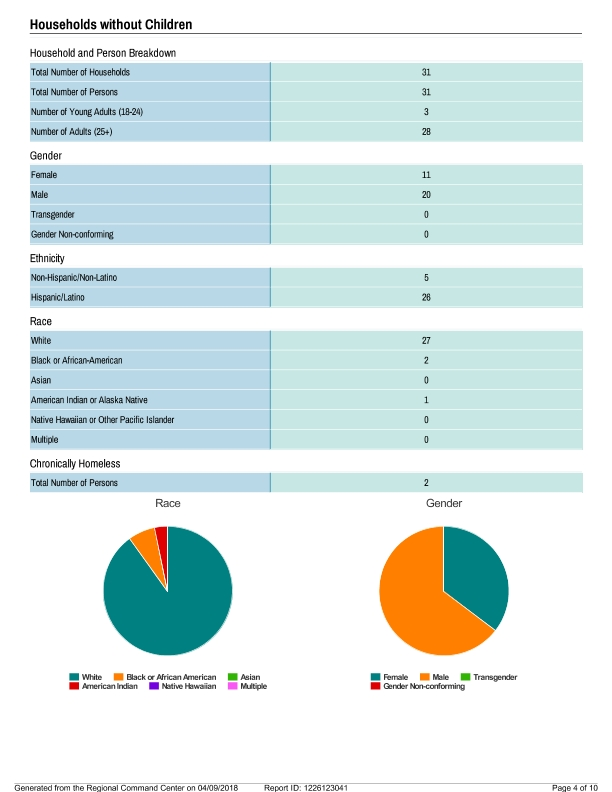 Households without Children
Household and Person Breakdown
Total Number of Households 31
Total Number of Persons 31
Number of Young Adults (18-24) 3
Number of Adults (25+) 28
Gender
Female 11
Male 20
Transgender 0
Gender Non-conforming 0
Ethnicity
Non-Hispanic/Non-Latino 5
Hispanic/Latino 26
Race
White 27
Black or African-American 2
Asian 0
American Indian or Alaska Native 1
Native Hawaiian or Other Pacific Islander 0
Multiple 0
Chronically Homeless
Total Number of Persons 2
Race
White Black or African American Asian
American Indian Native Hawaiian Multiple
Gender
Female Male Transgender
Gender Non-conforming
Generated from the Regional Command Center on 04/09/2018 Report ID: 1226123041 Page 4 of 10